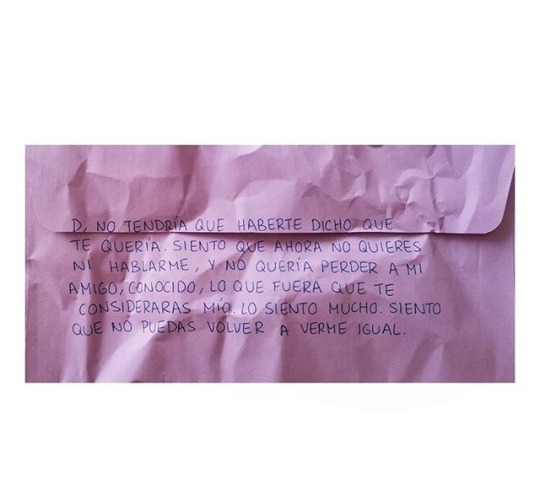 D, NO TENDRÍA QUE HABERTE DICHO QUE
TE QUERÍA. SIENTO QUE AHORA NO QUIERES
NI HABLARME, Y NO QUERÍA PERDER A MI
AMIGO, CONOCIDO, LO QUE FUERA QUE TE
CONSIDERARAS MÍO. LO SIENTO MUCHO. SIENTO
QUE NO PUEDAS VOLVER A VERME IGUAL.